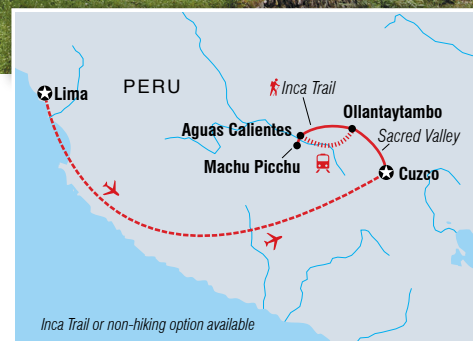 Lima
PERU
Inca Trail
Ollantaytambo
Aguas Calientes
Sacred Valley
Machu Picchu
Cuzco
Inca Trail or non-hiking option available